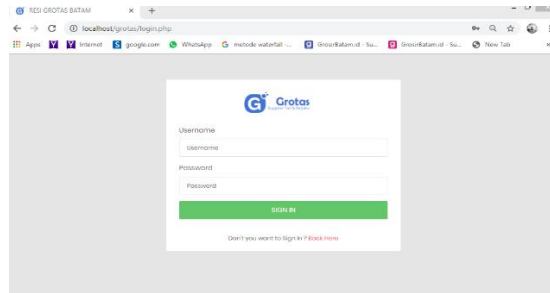 RESI GROTAS BATAM
localhost/grotas/login.php
Apps Internet google.com WhatsApp metode waterfall -... GrosirBatam.id - Su... GrosirBatam.id - Su... New Tab
Grotas
Username
Username
Password
Password
SIGN IN
Don't you want to Sign In ? Back Here